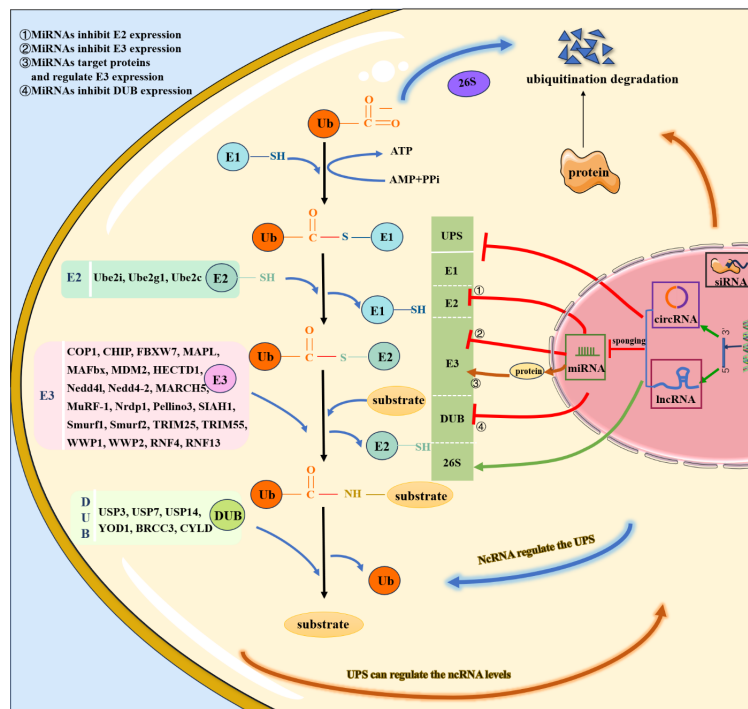 ①MiRNAs inhibit E2 expression
②MiRNAs inhibit E3 expression
③MiRNAs target proteins
and regulate E3 expression
④MiRNAs inhibit DUB expression
26S
ubiquitination degradation
Ub
C
O
O
protein
E1
SH
ATP
AMP+PPi
O
Ub
C
S
E1
UPS
E1
E2
E3
DUB
26S
①
②
③
④
protein
siRNA
circRNA
sponging
miRNA
lncRNA
3'
5'
E2
Ube2i, Ube2g1, Ube2c
E2
SH
E1
SH
O
Ub
C
S
E2
E3
COP1, CHIP, FBXW7, MAPL,
MAFbx, MDM2, HECTD1,
Nedd4l, Nedd4-2, MARCH5,
MuRF-1, Nrdp1, Pellino3, SIAH1,
Smurf1, Smurf2, TRIM25, TRIM55,
WWP1, WWP2, RNF4, RNF13
E3
substrate
E2
SH
O
Ub
C
NH
substrate
DUB
USP3, USP7, USP14,
YOD1, BRCC3, CYLD
DUB
Ub
substrate
NcRNA regulate the UPS
UPS can regulate the ncRNA levels